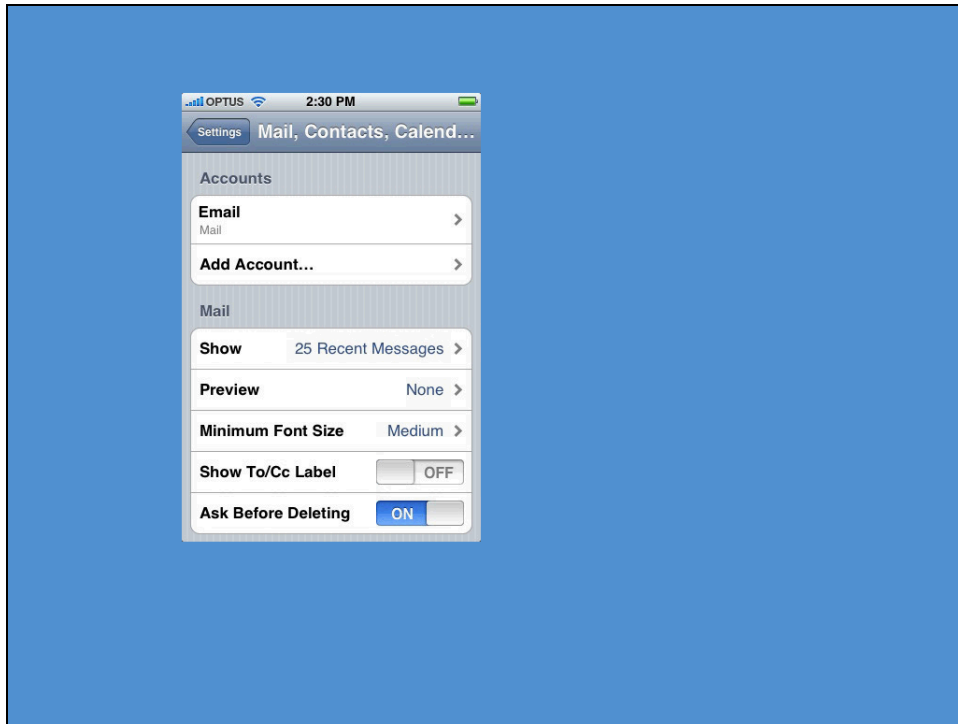 OPTUS 2:30 PM
Settings Mail, Contacts, Calend...
Accounts
Email
Mail
Add Account...
Mail
Show 25 Recent Messages
Preview None
Minimum Font Size Medium
Show To/Cc Label OFF
Ask Before Deleting ON